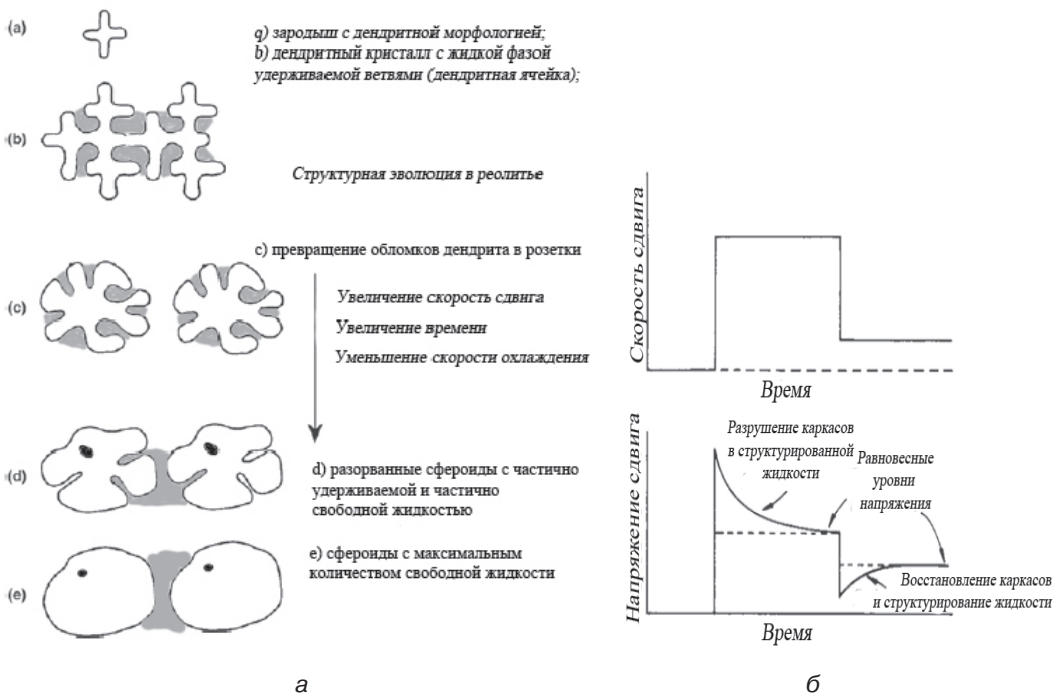 (a)
q) зародыш с дендритной морфологией;
b) дендритный кристалл с жидкой фазой
удерживаемой ветвями (дендритная ячейка);
(b)
Структурная эволюция в реолитье
c) превращение обломков дендрита в розетки
(c)
Увеличение скорость сдвига
Увеличение времени
Уменьшение скорости охлаждения
(d)
d) разорванные сфероиды с частично
удерживаемой и частично
свободной жидкостью
(e)
e) сфероиды с максимальным
количеством свободной жидкости
а
Скорость сдвига
Время
Напряжение сдвига
Разрушение каркасов
в структурированной
жидкости
Равновесные
уровни
напряжения
Восстановление каркасов
и структурирование жидкости
Время
б